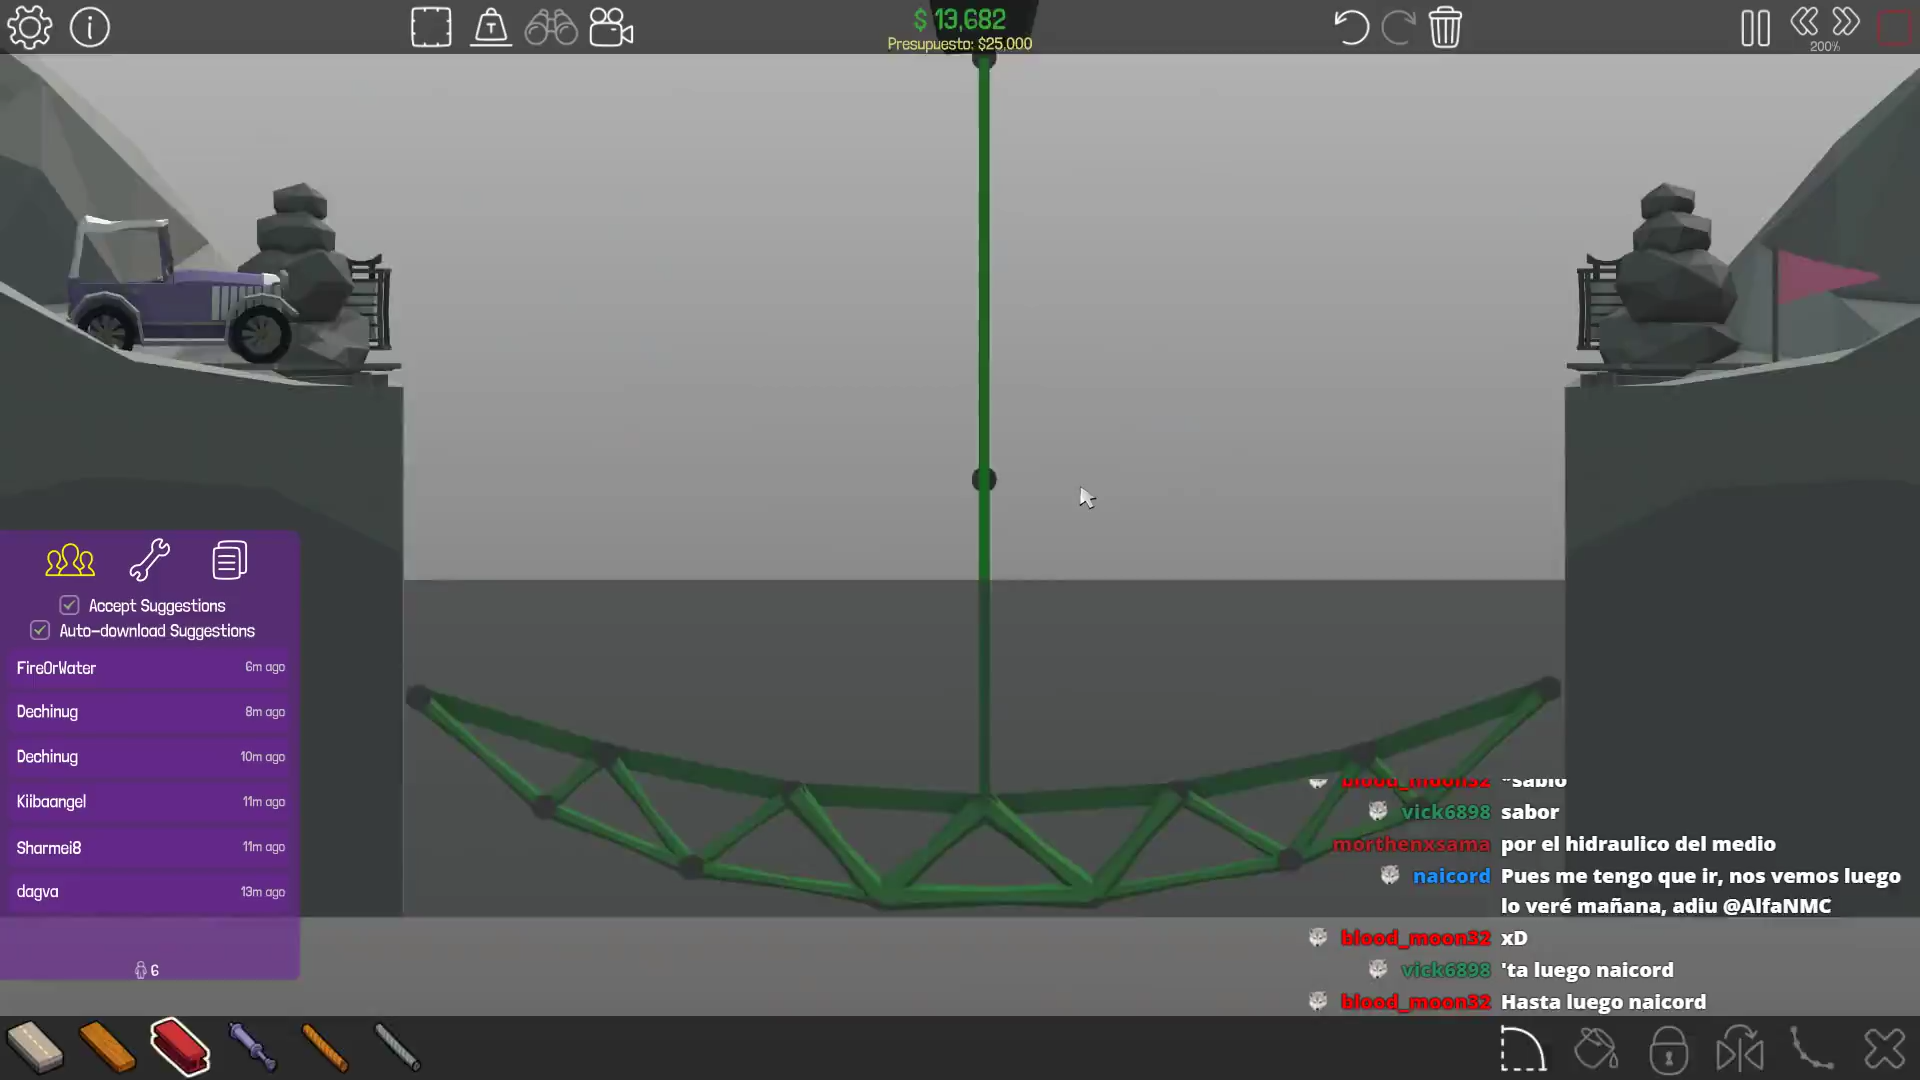 $ 13,682
Presupuesto: $25,000
200%
Accept Suggestions
Auto-download Suggestions
FireOrWater 6m ago
Dechinug 8m ago
Dechinug 10m ago
Kiibaangel 11m ago
Sharmei8 11m ago
dagva 13m ago
6
blood_moon32 *sabio
vick6898 sabor
morthenxsama por el hidraulico del medio
naicord Pues me tengo que ir, nos vemos luego
lo veré mañana, adiu @AlfaNMC
blood_moon32 xD
vick6898 'ta luego naicord
blood_moon32 Hasta luego naicord